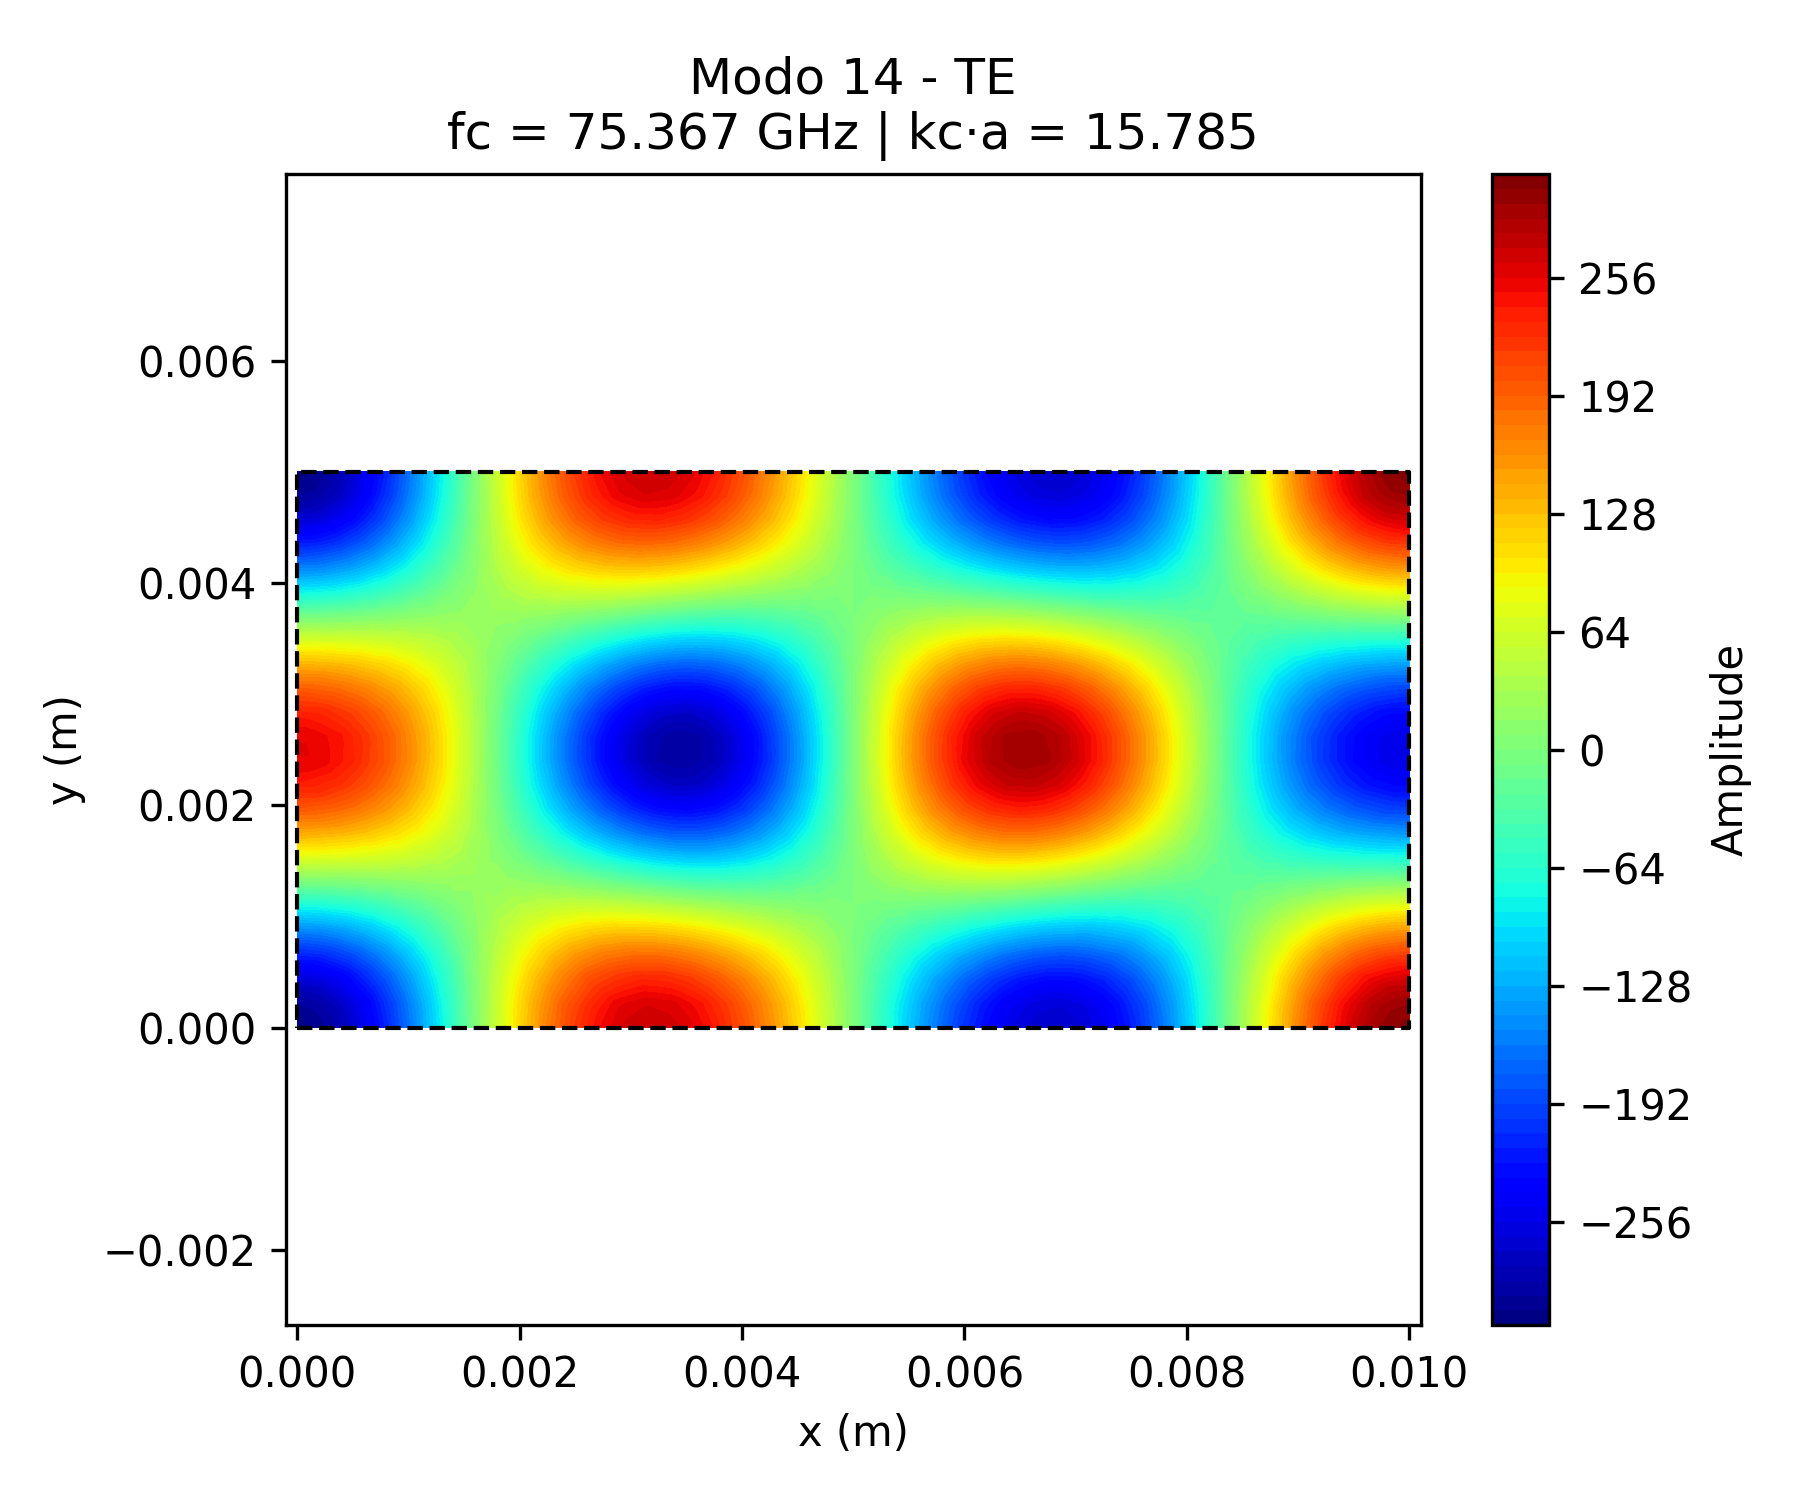 Modo 14 - TE
fc = 75.367 GHz | kc·a = 15.785
y (m)
0.006
0.004
0.002
0.000
−0.002
0.000 0.002 0.004 0.006 0.008 0.010
x (m)
256
192
128
64
0
−64
−128
−192
−256
Amplitude